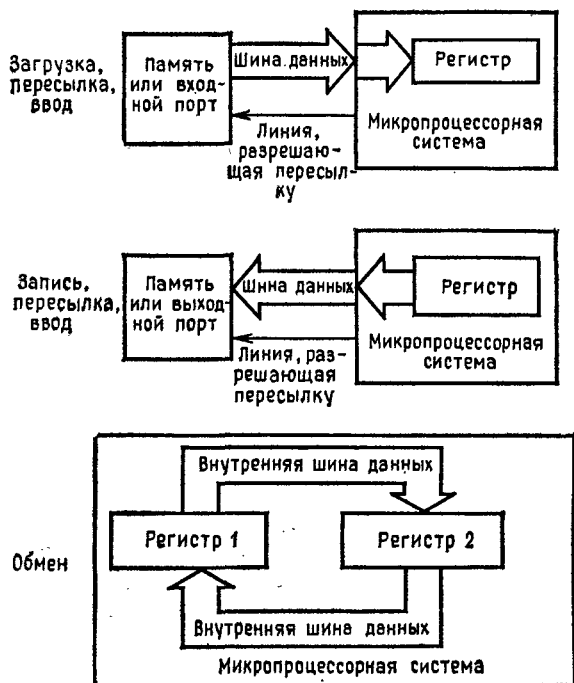 Загрузка,
пересылка,
ввод
Память
или вход-
ной порт
Шина данных
Регистр
Микропроцессорная
система
Линия,
разрешаю-
щая пересыл-
ку
Запись,
пересылка,
ввод
Память
или выход-
ной порт
Шина данных
Регистр
Микропроцессорная
система
Линия, раз-
решающая
пересылку
Обмен
Внутренняя шина данных
Регистр 1
Регистр 2
Внутренняя шина данных
Микропроцессорная система